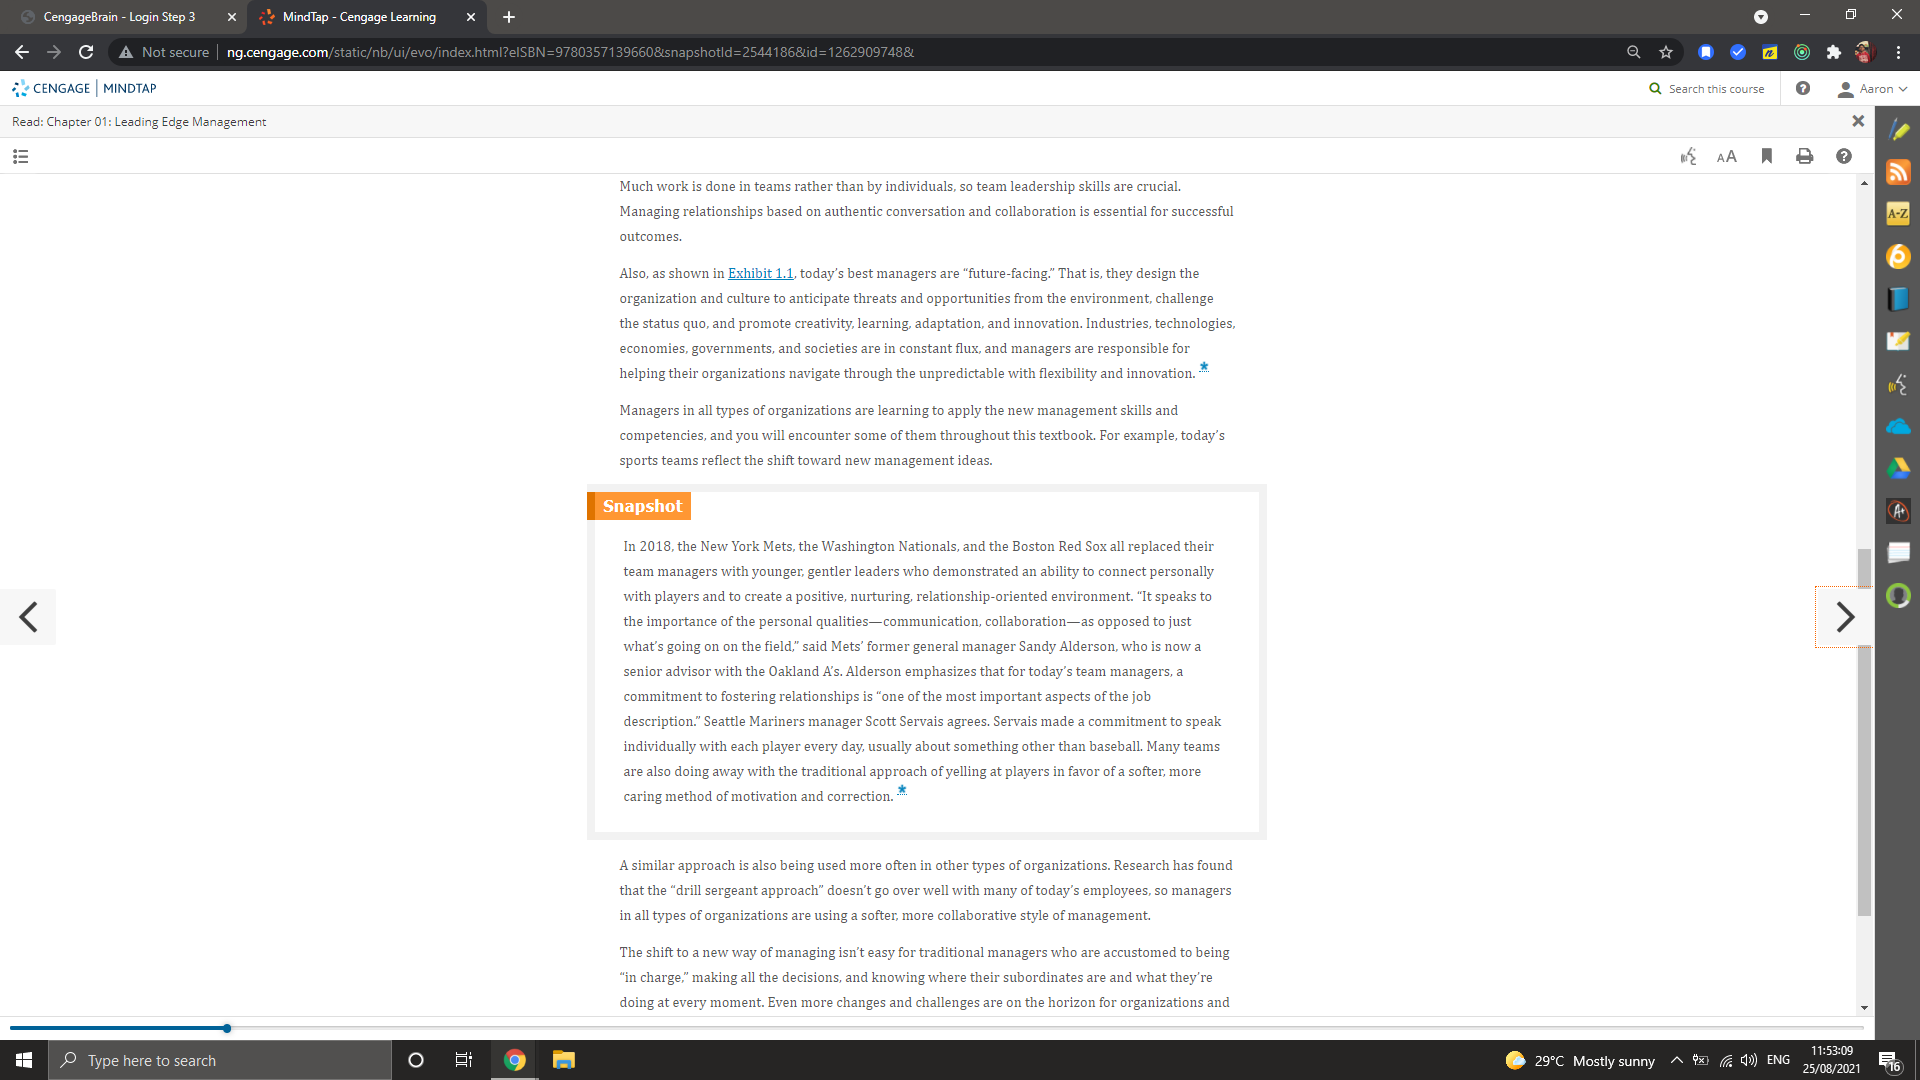 CengageBrain - Login Step 3
MindTap - Cengage Learning
Not secure
ng.cengage.com/static/nb/ui/evo/index.html?eISBN=9780357139660&snapshotId=2544186&id=1262909748&
CENGAGE | MINDTAP
Search this course
Aaron
Read: Chapter 01: Leading Edge Management
AA
A-Z
Much work is done in teams rather than by individuals, so team leadership skills are crucial.
Managing relationships based on authentic conversation and collaboration is essential for successful
outcomes.
Also, as shown in Exhibit 1.1, today's best managers are “future-facing.” That is, they design the
organization and culture to anticipate threats and opportunities from the environment, challenge
the status quo, and promote creativity, learning, adaptation, and innovation. Industries, technologies,
economies, governments, and societies are in constant flux, and managers are responsible for
helping their organizations navigate through the unpredictable with flexibility and innovation. *
Managers in all types of organizations are learning to apply the new management skills and
competencies, and you will encounter some of them throughout this textbook. For example, today's
sports teams reflect the shift toward new management ideas.
Snapshot
In 2018, the New York Mets, the Washington Nationals, and the Boston Red Sox all replaced their
team managers with younger, gentler leaders who demonstrated an ability to connect personally
with players and to create a positive, nurturing, relationship-oriented environment. “It speaks to
the importance of the personal qualities—communication, collaboration—as opposed to just
what's going on on the field,” said Mets' former general manager Sandy Alderson, who is now a
senior advisor with the Oakland A's. Alderson emphasizes that for today's team managers, a
commitment to fostering relationships is “one of the most important aspects of the job
description.” Seattle Mariners manager Scott Servais agrees. Servais made a commitment to speak
individually with each player every day, usually about something other than baseball. Many teams
are also doing away with the traditional approach of yelling at players in favor of a softer, more
caring method of motivation and correction. *
A similar approach is also being used more often in other types of organizations. Research has found
that the “drill sergeant approach” doesn't go over well with many of today's employees, so managers
in all types of organizations are using a softer, more collaborative style of management.
The shift to a new way of managing isn't easy for traditional managers who are accustomed to being
“in charge,” making all the decisions, and knowing where their subordinates are and what they're
doing at every moment. Even more changes and challenges are on the horizon for organizations and
A+
Type here to search
29°C Mostly sunny
ENG
11:53:09
25/08/2021
16